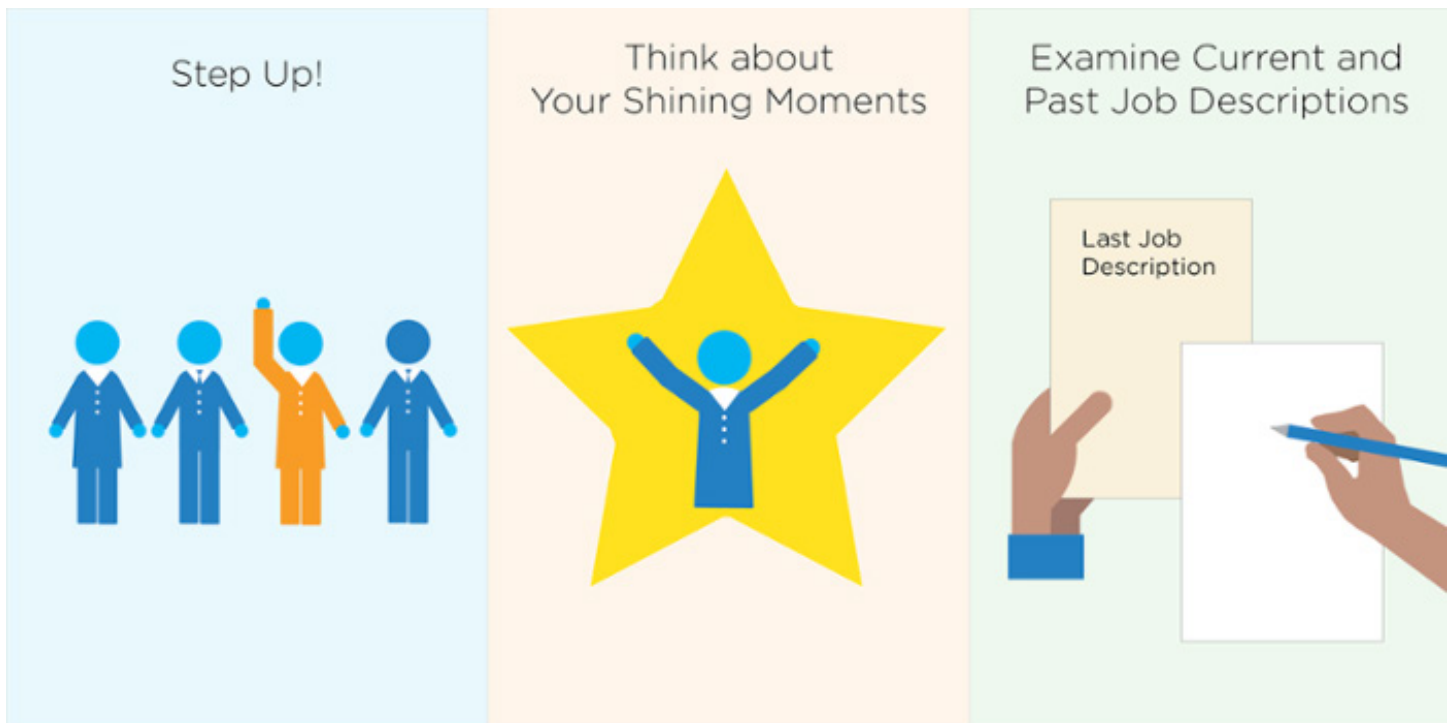 Step Up!
Think about
Your Shining Moments
Examine Current and
Past Job Descriptions
Last Job
Description